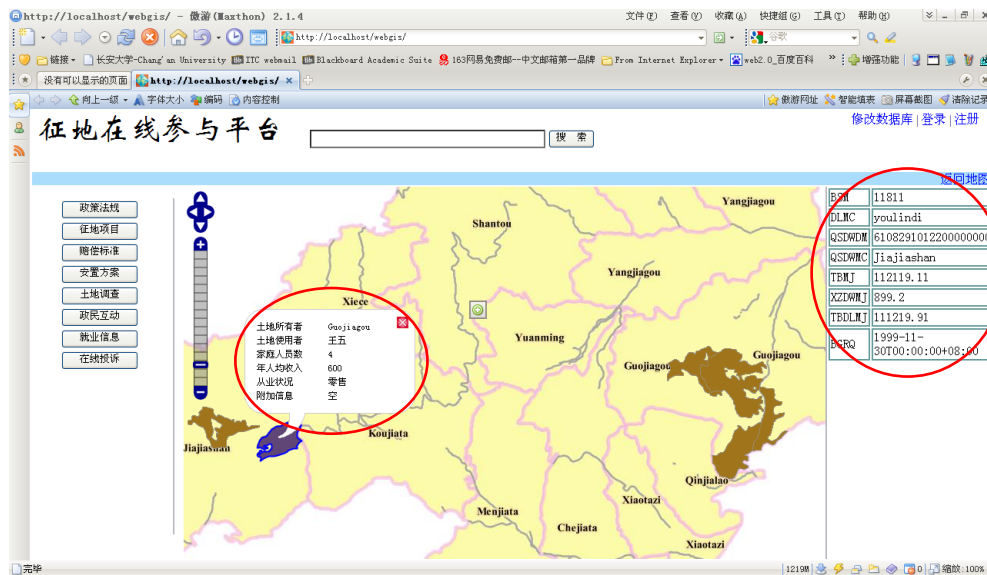 http://localhost/webgis/ - 傲游(Maxthon) 2.1.4
文件(F) 查看(V) 收藏(A) 快捷组(G) 工具(T) 帮助(H)
http://localhost/webgis/
谷歌
链接 长安大学-Chang'an University ITC webmail Blackboard Academic Suite 163网易免费邮--中文邮箱第一品牌 From Internet Explorer web2.0_百度百科 » 增强功能
没有可以显示的页面 http://localhost/webgis/
向上一级 字体大小 编码 内容控制 傲游网址 智能填表 屏幕截图 清除记录
征地在线参与平台
搜 索
修改数据库 | 登录 | 注册
返回地图
政策法规
征地项目
赔偿标准
安置方案
土地调查
政民互动
就业信息
在线投诉
Shantou
Yangjiagou
Yangjiagou
Xiece
Yuanming
Guojiagou
Guojiagou
土地所有者 Guojiagou
土地使用者 王五
家庭人员数 4
年人均收入 600
从业状况 零售
附加信息 空
Koujiata
Jiajiashan
Qinjialao
Xiaotazi
Menjiata
Chejiata
Xiaotazi
BSM 11811
DLMC youlindi
QSDWDM 6108291012200000000
QSDWMC Jiajiashan
TBMJ 112119.11
XZDWMJ 899.2
TBDLMJ 111219.91
BGRQ 1999-11-
30T00:00:00+08:00
完毕
1219M 0 缩放:100%